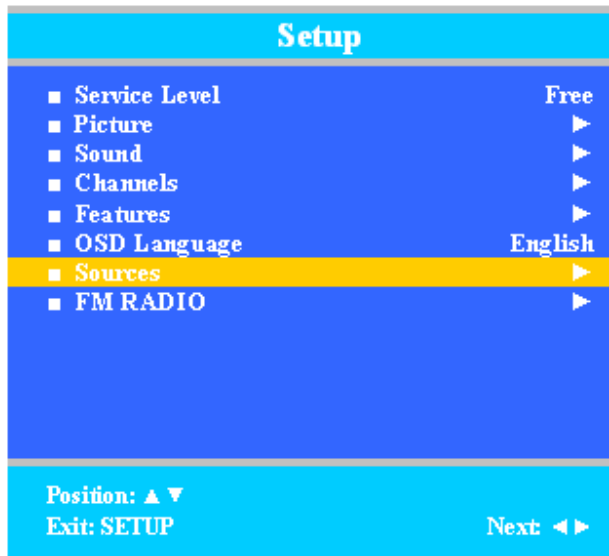 Setup
■ Service Level Free
■ Picture ▶
■ Sound ▶
■ Channels ▶
■ Features ▶
■ OSD Language English
■ Sources ▶
■ FM RADIO ▶
Position: ▲ ▼
Exit: SETUP Next: ◀ ▶